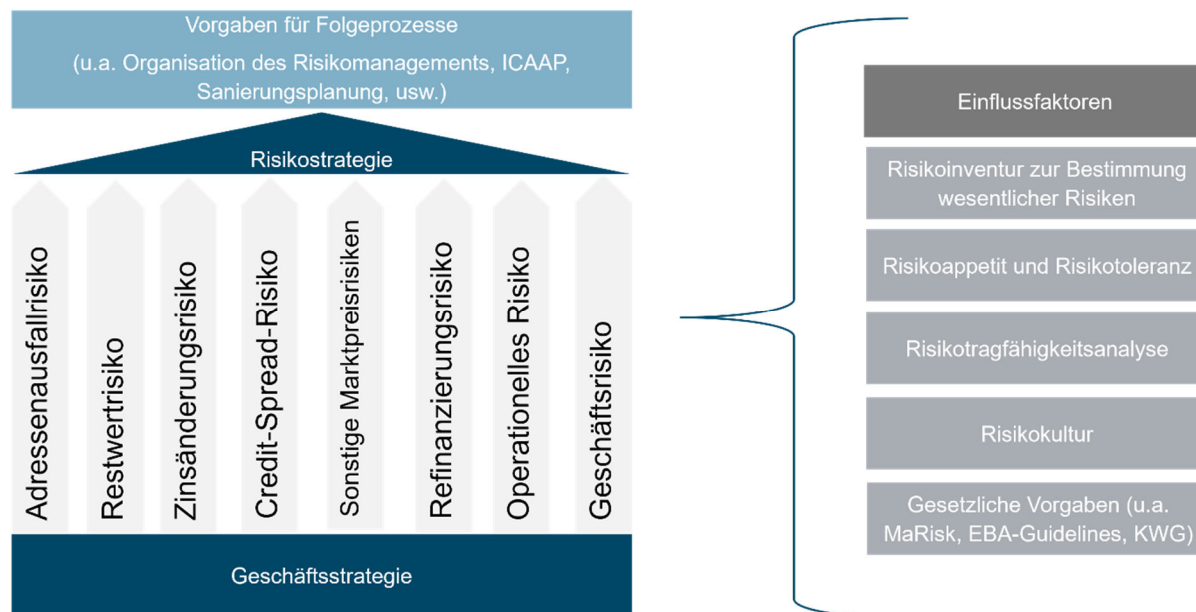 Vorgaben für Folgeprozesse
(u.a. Organisation des Risikomanagements, ICAAP,
Sanierungsplanung, usw.)
Risikostrategie
Adressenausfallrisiko
Restwertrisiko
Zinsänderungsrisiko
Credit-Spread-Risiko
Sonstige Marktpreisrisiken
Refinanzierungsrisiko
Operationelles Risiko
Geschäftsrisiko
Geschäftsstrategie
Einflussfaktoren
Risikoinventur zur Bestimmung
wesentlicher Risiken
Risikoappetit und Risikotoleranz
Risikotragfähigkeitsanalyse
Risikokultur
Gesetzliche Vorgaben (u.a.
MaRisk, EBA-Guidelines, KWG)